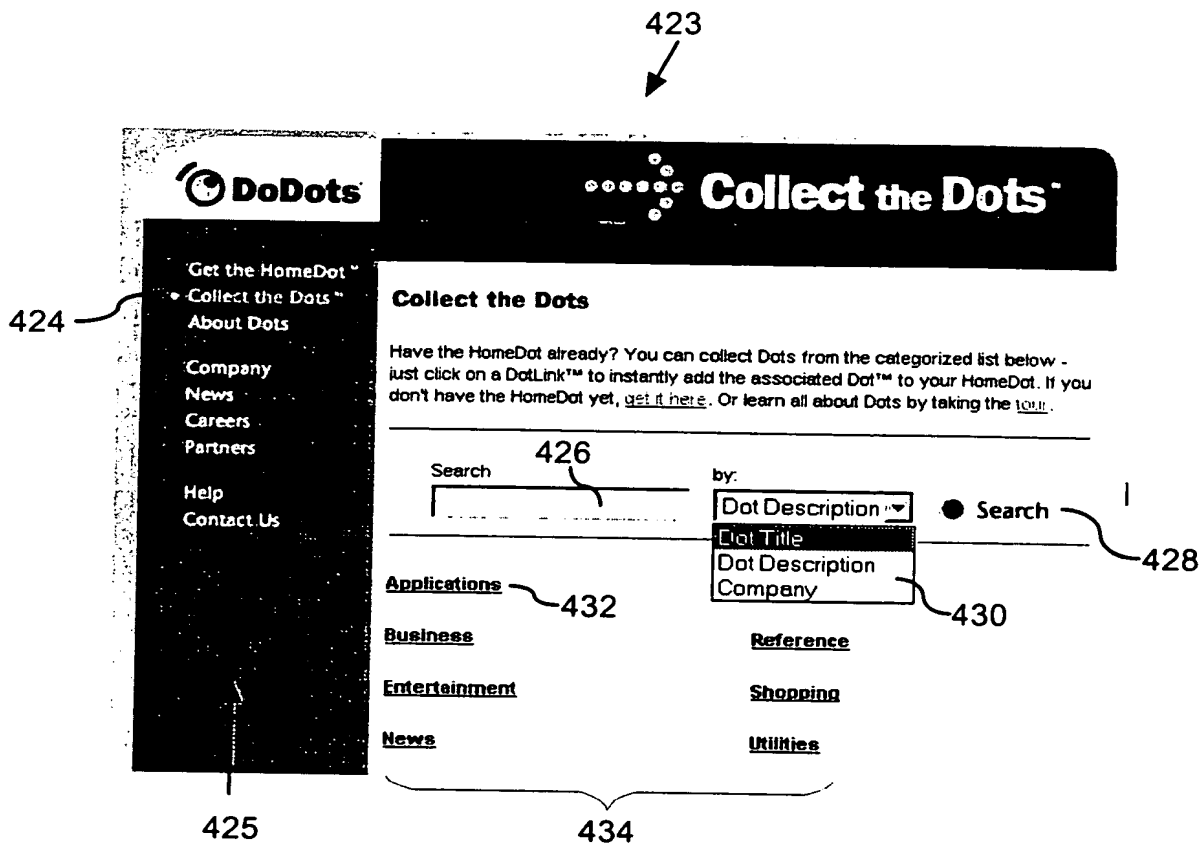 423
DoDots
Collect the Dots™
Get the HomeDot™
Collect the Dots™
About Dots
Company
News
Careers
Partners
Help
Contact Us
424
425
Collect the Dots
Have the HomeDot already? You can collect Dots from the categorized list below -
just click on a DotLink™ to instantly add the associated Dot™ to your HomeDot. If you
don't have the HomeDot yet, get it here. Or learn all about Dots by taking the tour.
Search
426
by:
Dot Description
Search
428
Dot Title
Dot Description
Company
430
Applications
432
Business
Reference
Entertainment
Shopping
News
Utilities
434